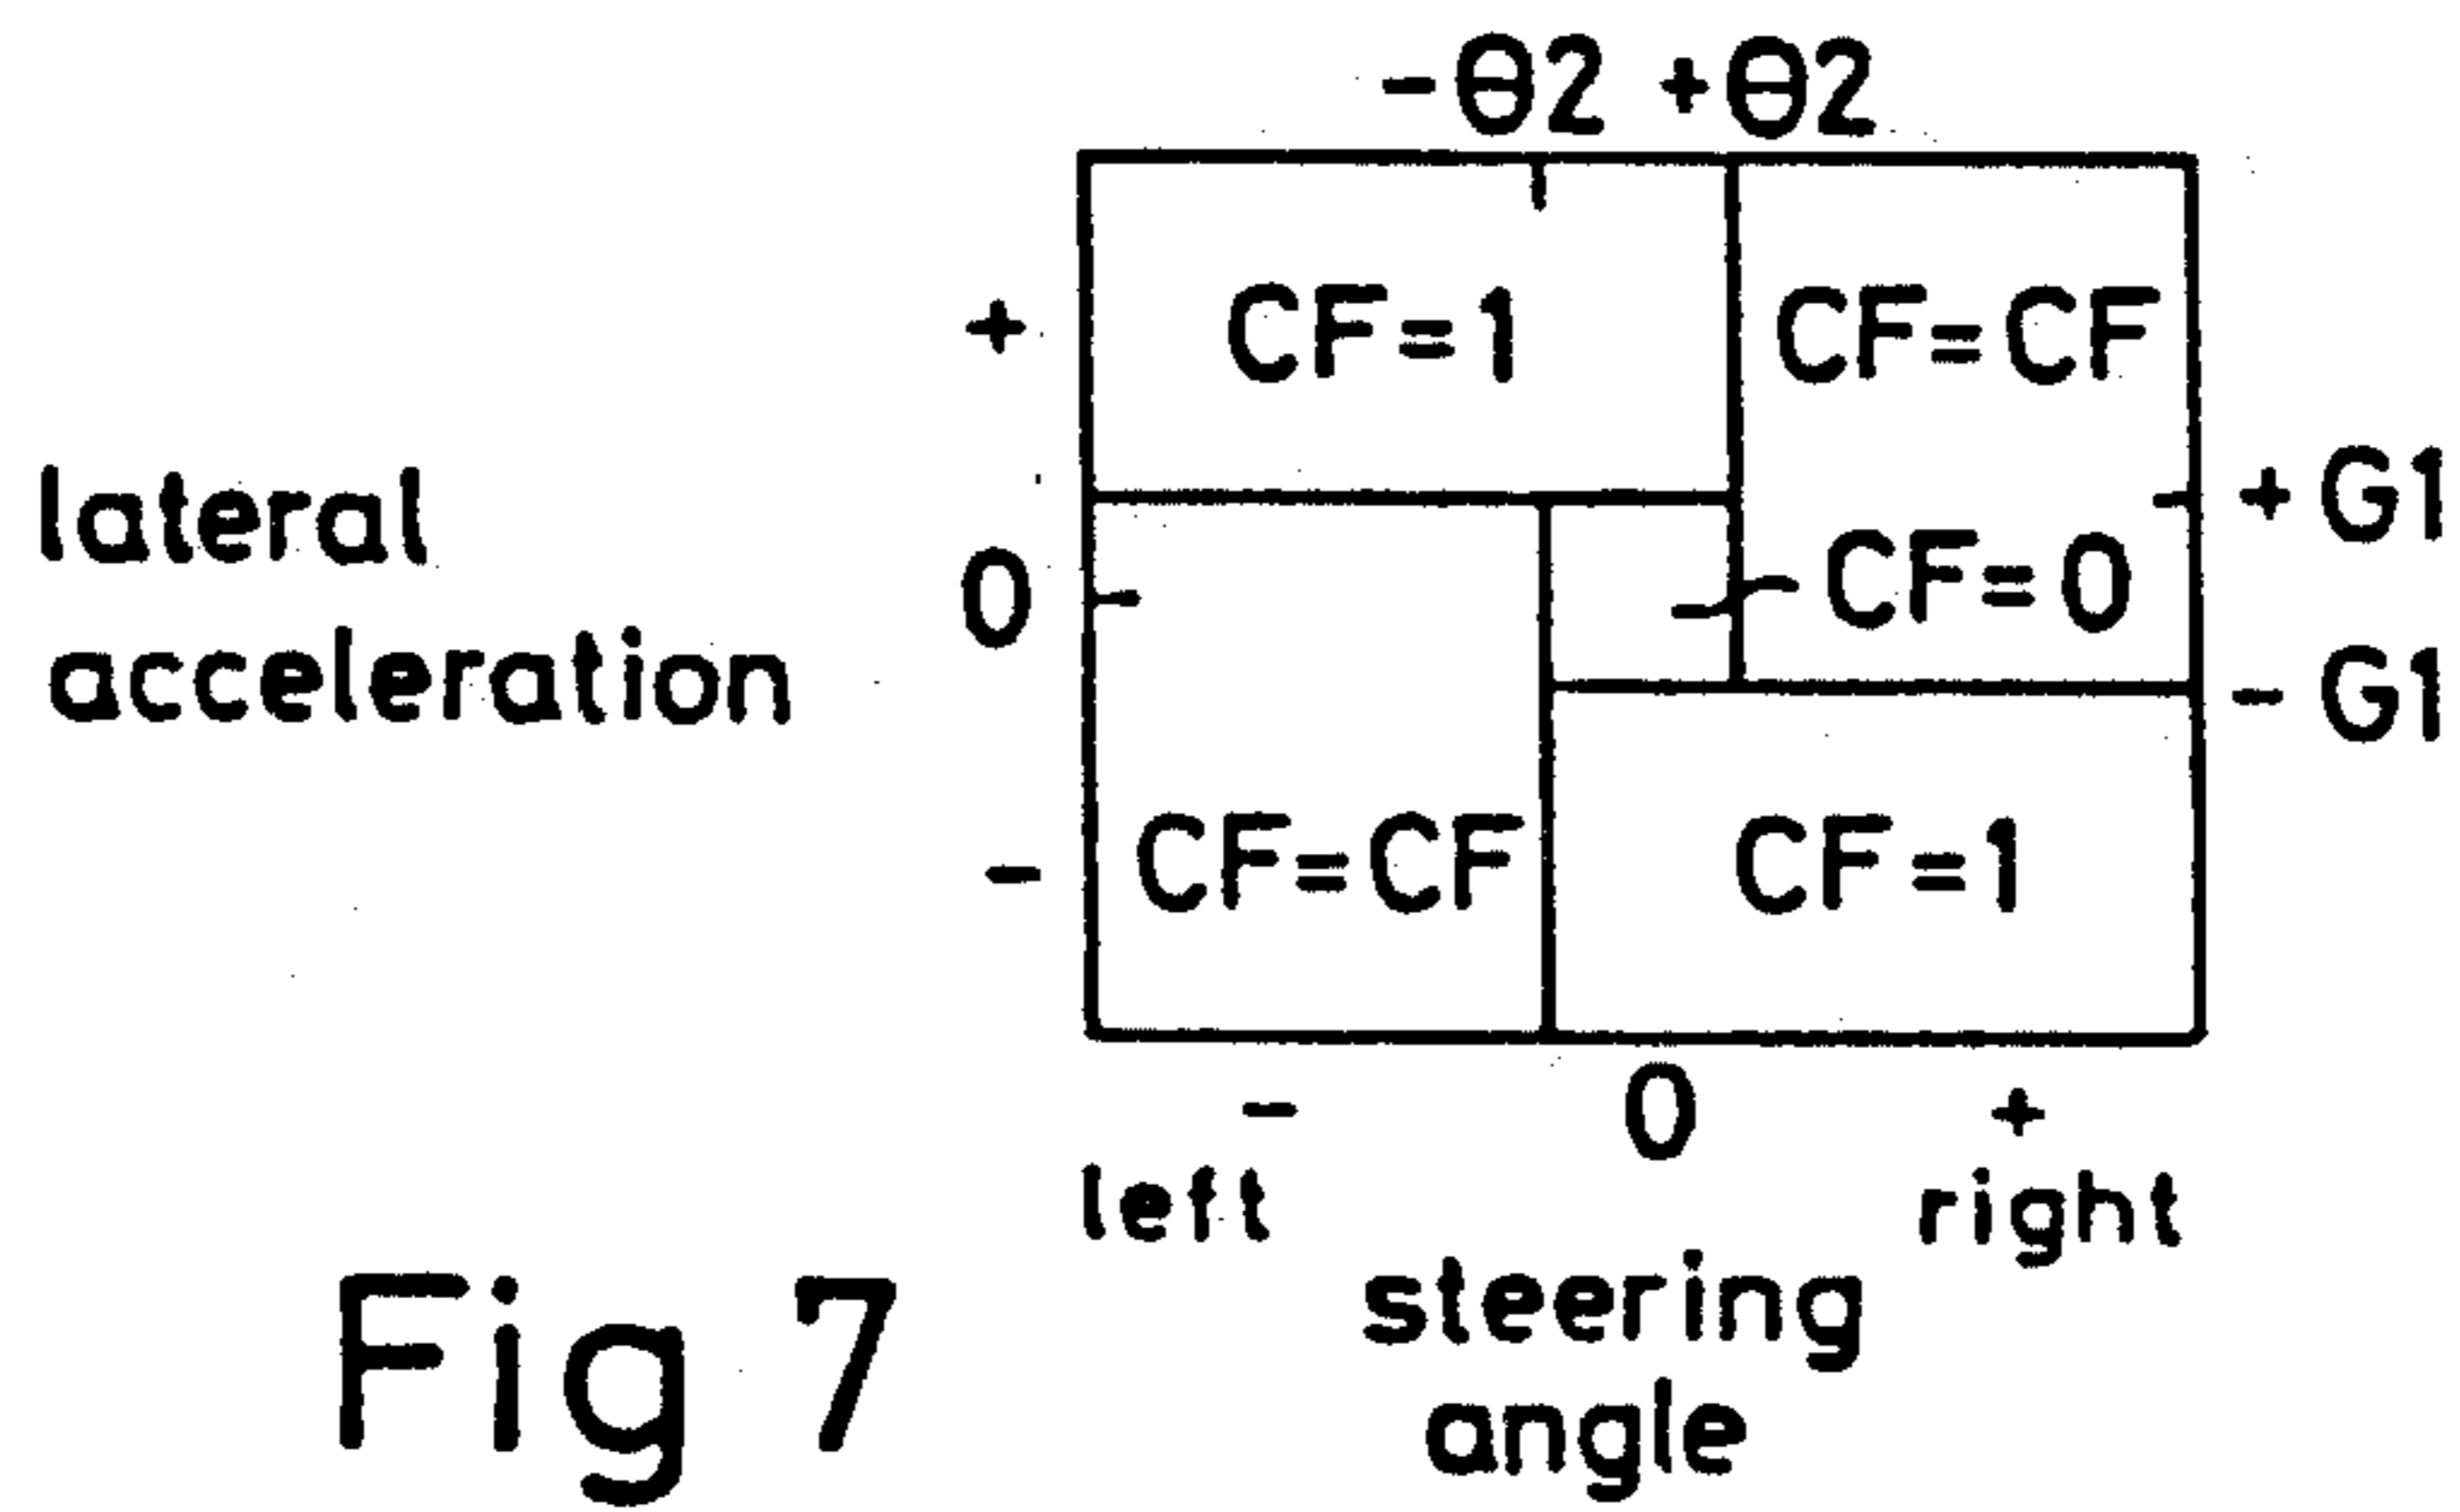 -θ2 +θ2
+ CF=1 CF=CF
lateral + G1
0 CF=0
acceleration - G1
- CF=CF CF=1
- 0 +
left right
steering
angle
Fig 7